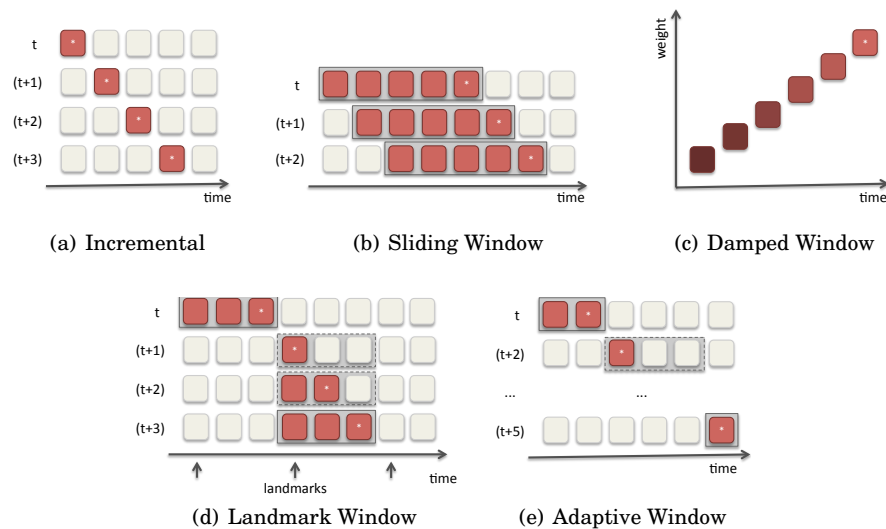 t
(t+1)
(t+2)
(t+3)
time
(a) Incremental
t
(t+1)
(t+2)
time
(b) Sliding Window
weight
time
(c) Damped Window
t
(t+1)
(t+2)
(t+3)
landmarks
time
(d) Landmark Window
t
(t+2)
... ...
(t+5)
time
(e) Adaptive Window